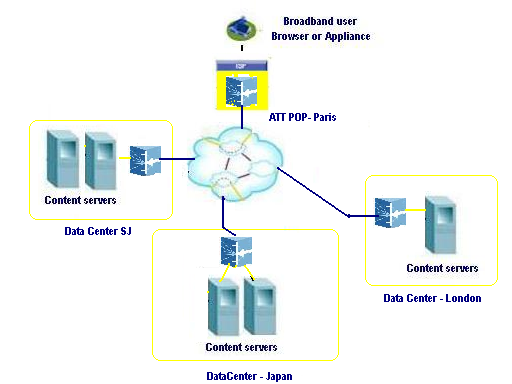 Broadband user
Browser or Appliance
ATT POP- Paris
Content servers
Data Center SJ
Content servers
Data Center - London
Content servers
DataCenter - Japan